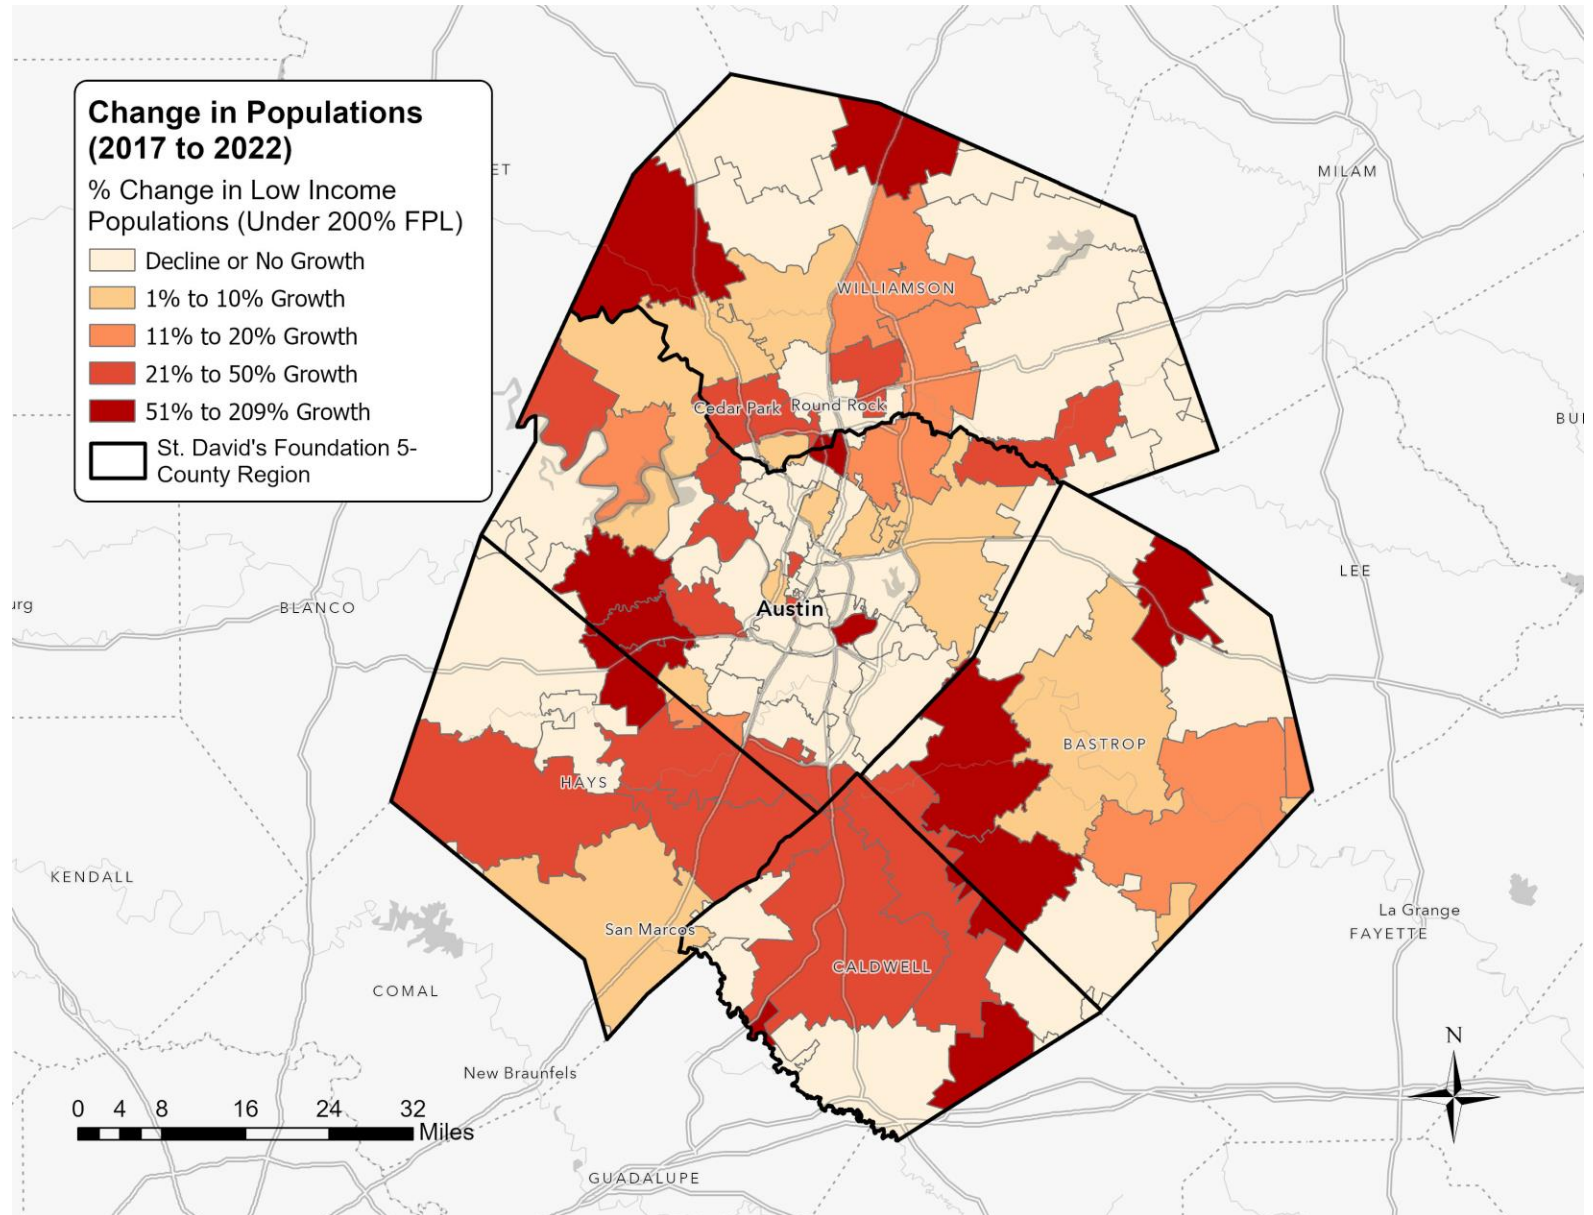 Change in Populations
(2017 to 2022)
% Change in Low Income
Populations (Under 200% FPL)
Decline or No Growth
1% to 10% Growth
11% to 20% Growth
21% to 50% Growth
51% to 209% Growth
St. David's Foundation 5-
County Region
ET
MILAM
WILLIAMSON
Cedar Park
Round Rock
BUR
LEE
urg
BLANCO
Austin
BASTROP
HAYS
KENDALL
La Grange
FAYETTE
San Marcos
CALDWELL
COMAL
New Braunfels
N
0 4 8 16 24 32
Miles
GUADALUPE